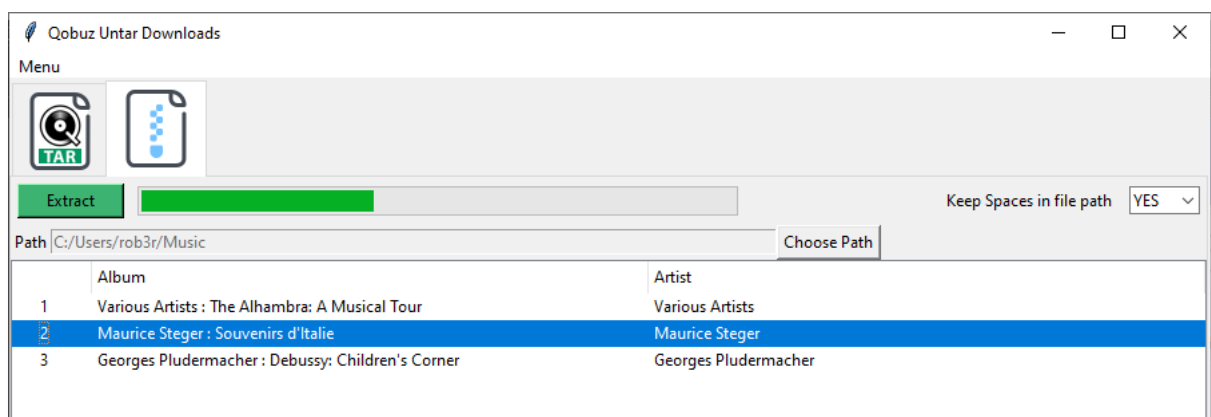 Qobuz Untar Downloads
Menu
TAR
Extract Keep Spaces in file path YES
Path C:/Users/rob3r/Music Choose Path
Album Artist
1 Various Artists : The Alhambra: A Musical Tour Various Artists
2 Maurice Steger : Souvenirs d'Italie Maurice Steger
3 Georges Pludermacher : Debussy: Children's Corner Georges Pludermacher